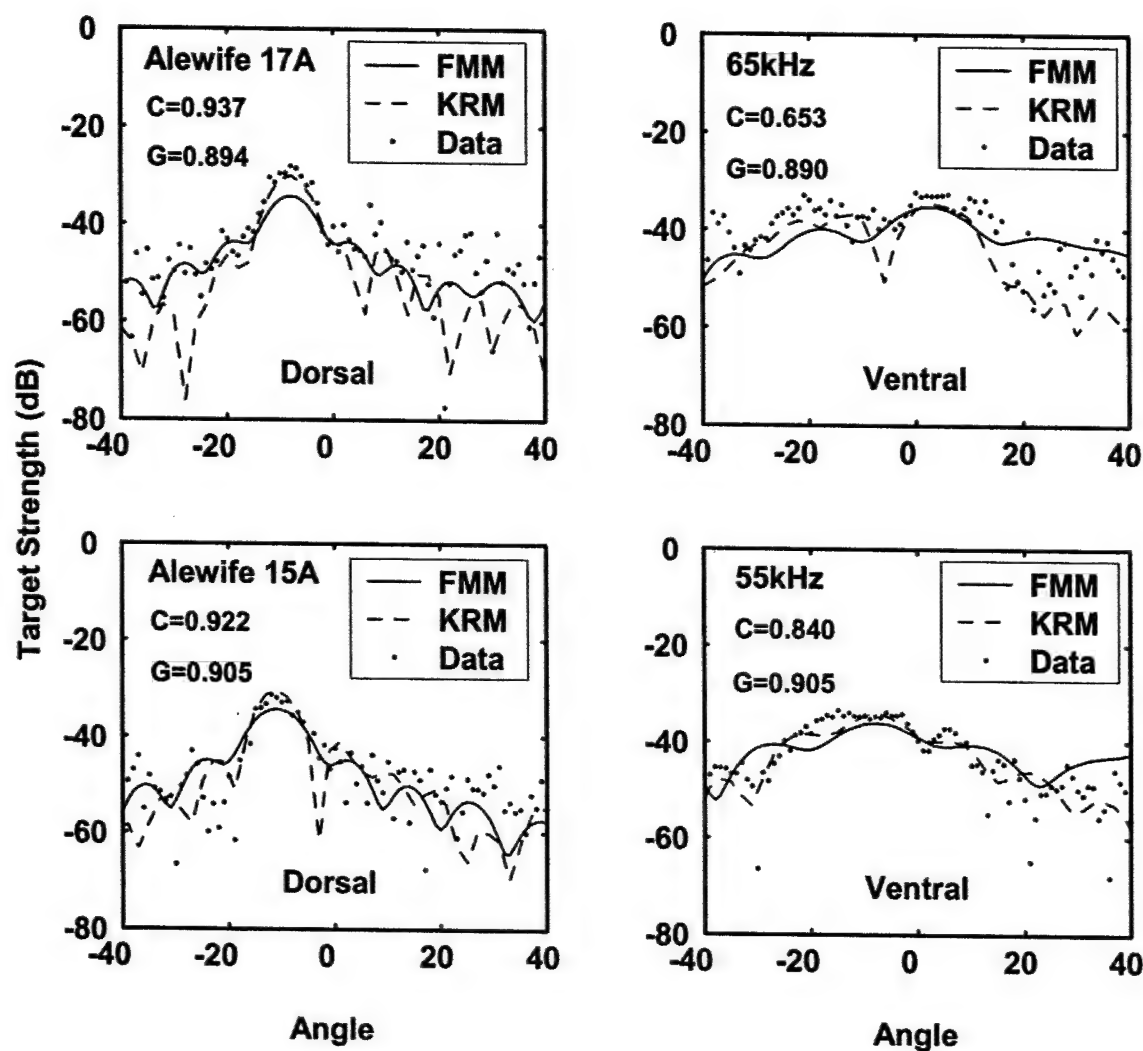 Target Strength (dB)
0
-20
-40
-60
-80
Alewife 17A
C=0.937
G=0.894
FMM
KRM
Data
Dorsal
-40
-20
0
20
40
0
-20
-40
-60
-80
65kHz
C=0.653
G=0.890
FMM
KRM
Data
Ventral
-40
-20
0
20
40
0
-20
-40
-60
-80
Alewife 15A
C=0.922
G=0.905
FMM
KRM
Data
Dorsal
-40
-20
0
20
40
Angle
0
-20
-40
-60
-80
55kHz
C=0.840
G=0.905
FMM
KRM
Data
Ventral
-40
-20
0
20
40
Angle